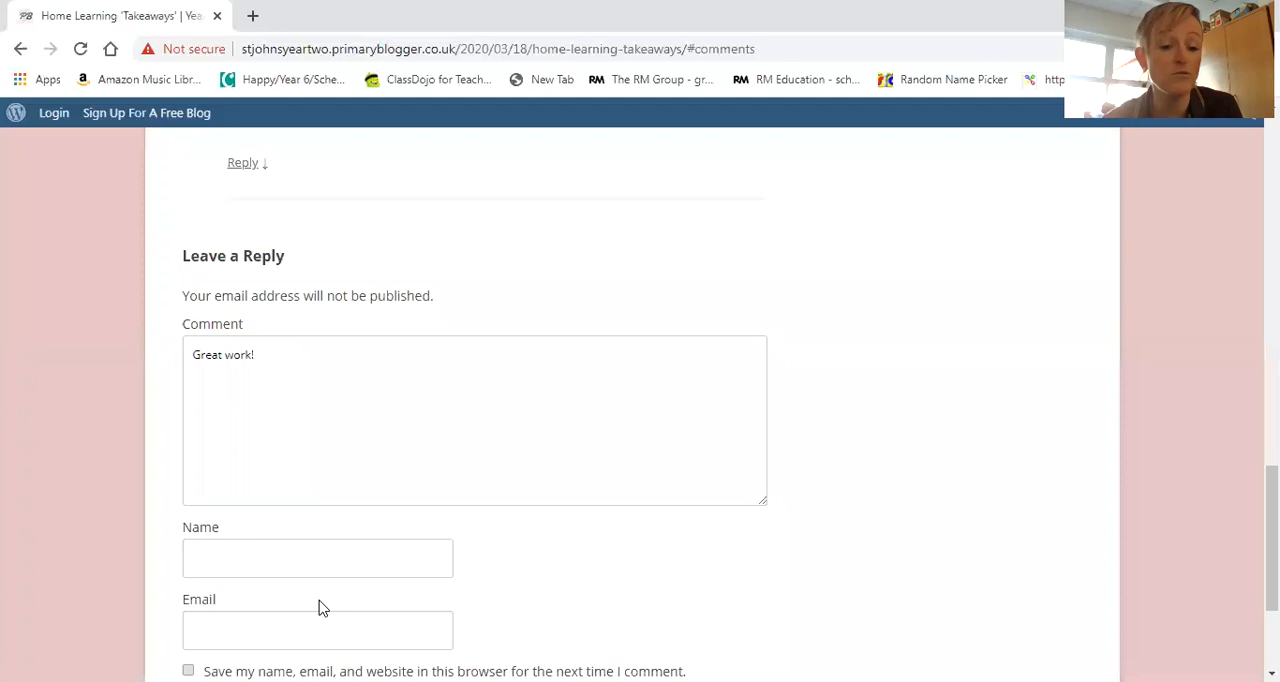 Home Learning 'Takeaways' | Yea
Not secure | stjohnsyeartwo.primaryblogger.co.uk/2020/03/18/home-learning-takeaways/#comments
Apps Amazon Music Libr... Happy/Year 6/Sche... ClassDojo for Teach... New Tab RM The RM Group - gr... RM RM Education - sch... Random Name Picker http
Login Sign Up For A Free Blog
Reply ↓
Leave a Reply
Your email address will not be published.
Comment
Great work!
Name
Email
Save my name, email, and website in this browser for the next time I comment.